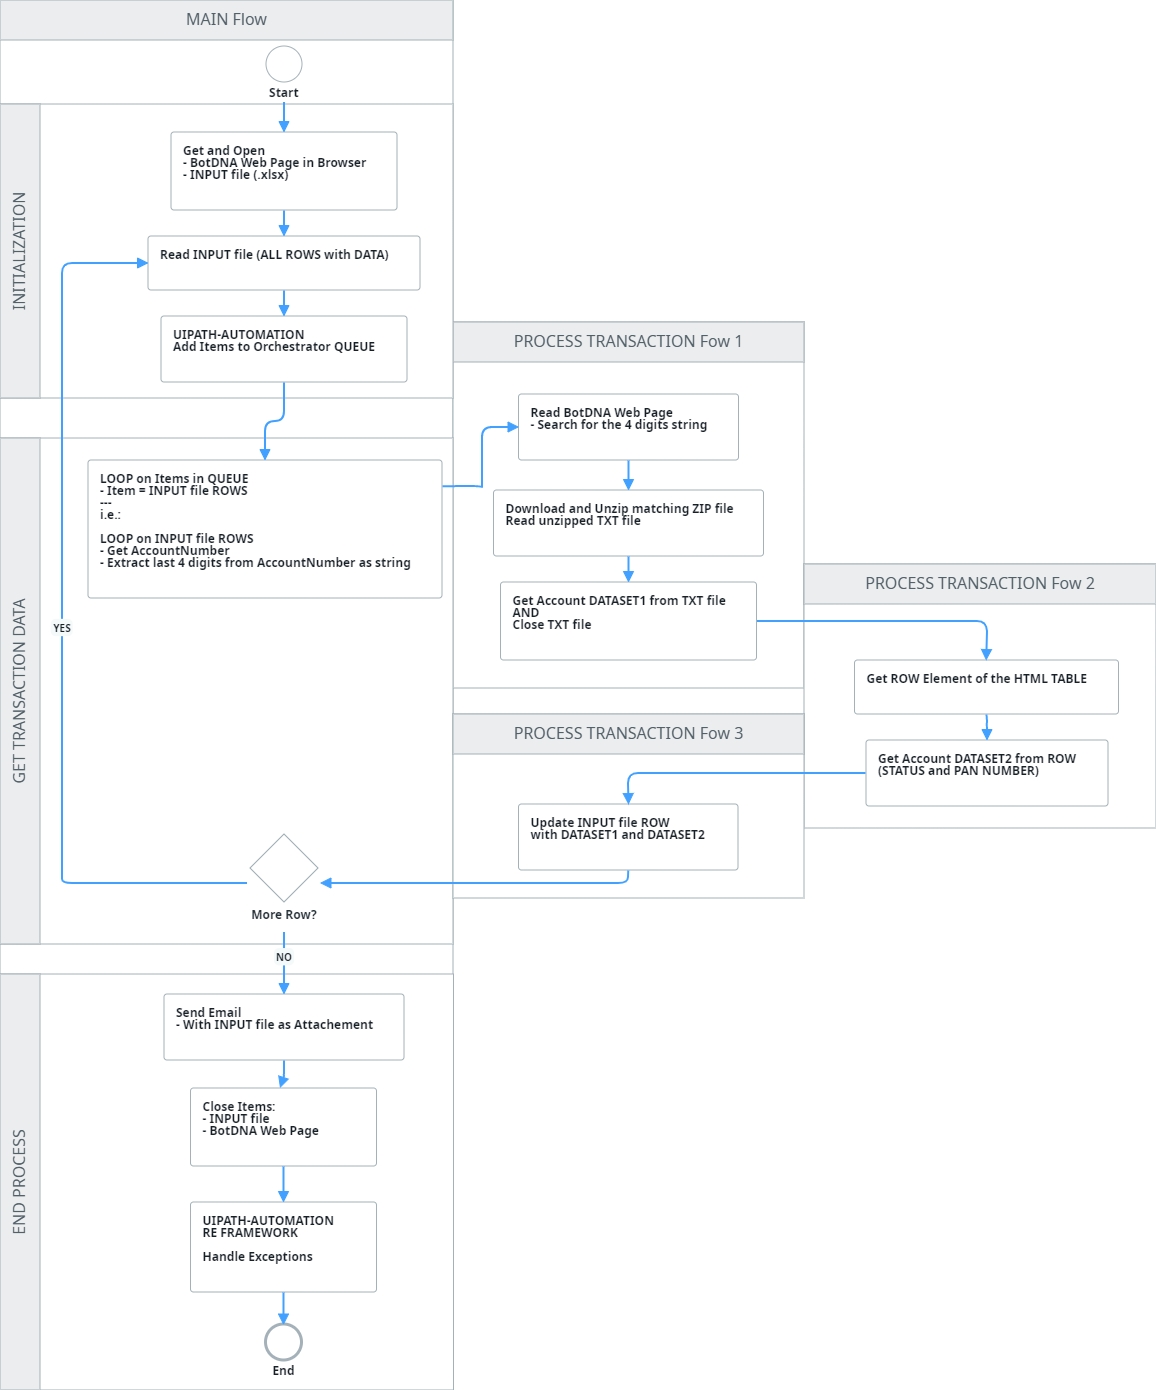 MAIN Flow
Start
INITIALIZATION
Get and Open
- BotDNA Web Page in Browser
- INPUT file (.xlsx)
Read INPUT file (ALL ROWS with DATA)
UIPATH-AUTOMATION
Add Items to Orchestrator QUEUE
GET TRANSACTION DATA
LOOP on Items in QUEUE
- Item = INPUT file ROWS
---
i.e.:
LOOP on INPUT file ROWS
- Get AccountNumber
- Extract last 4 digits from AccountNumber as string
PROCESS TRANSACTION Fow 1
Read BotDNA Web Page
- Search for the 4 digits string
Download and Unzip matching ZIP file
Read unzipped TXT file
Get Account DATASET1 from TXT file
AND
Close TXT file
PROCESS TRANSACTION Fow 2
Get ROW Element of the HTML TABLE
Get Account DATASET2 from ROW
(STATUS and PAN NUMBER)
PROCESS TRANSACTION Fow 3
Update INPUT file ROW
with DATASET1 and DATASET2
YES
More Row?
NO
END PROCESS
Send Email
- With INPUT file as Attachement
Close Items:
- INPUT file
- BotDNA Web Page
UIPATH-AUTOMATION
RE FRAMEWORK
Handle Exceptions
End